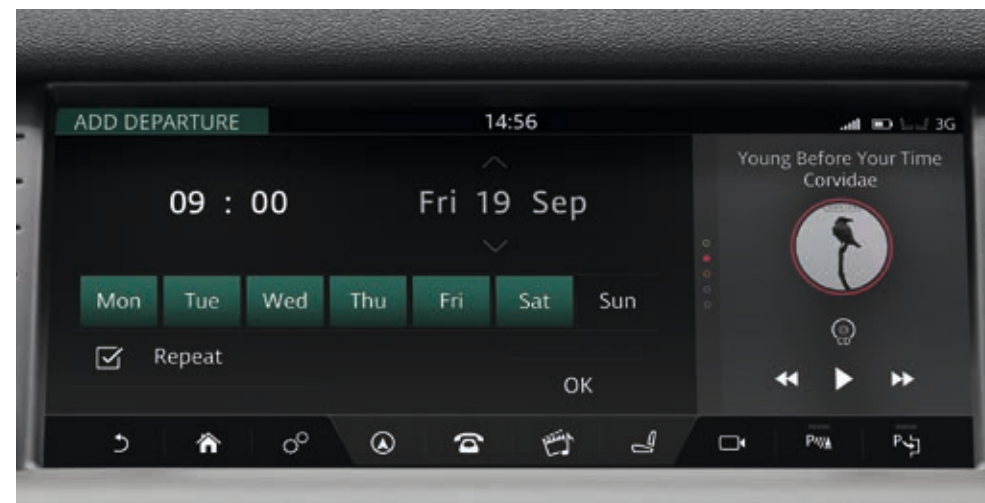 ADD DEPARTURE
14:56
3G
09 : 00
Fri 19 Sep
Mon Tue Wed Thu Fri Sat Sun
Repeat
OK
Young Before Your Time
Corvidae
CD
P
P